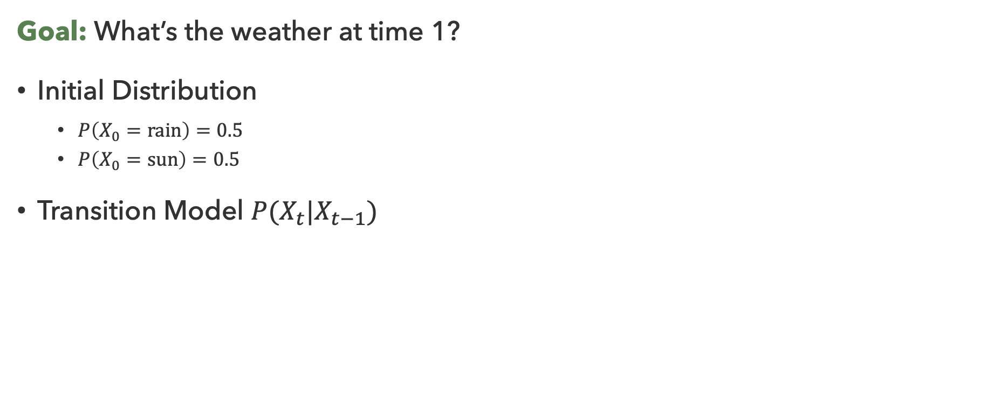 Goal: What's the weather at time 1?
• Initial Distribution
• P(X₀ = rain) = 0.5
• P(X₀ = sun) = 0.5
• Transition Model P(Xₜ|Xₜ₋₁)